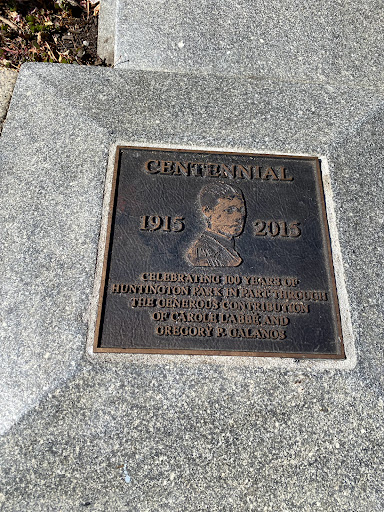 CENTENNIAL
1915 2015
CELEBRATING 100 YEARS OF
HUNTINGTON PARK IN PART THROUGH
THE GENEROUS CONTRIBUTION
OF CAROLE L'ABBÉ AND
GREGORY P. GALANOS